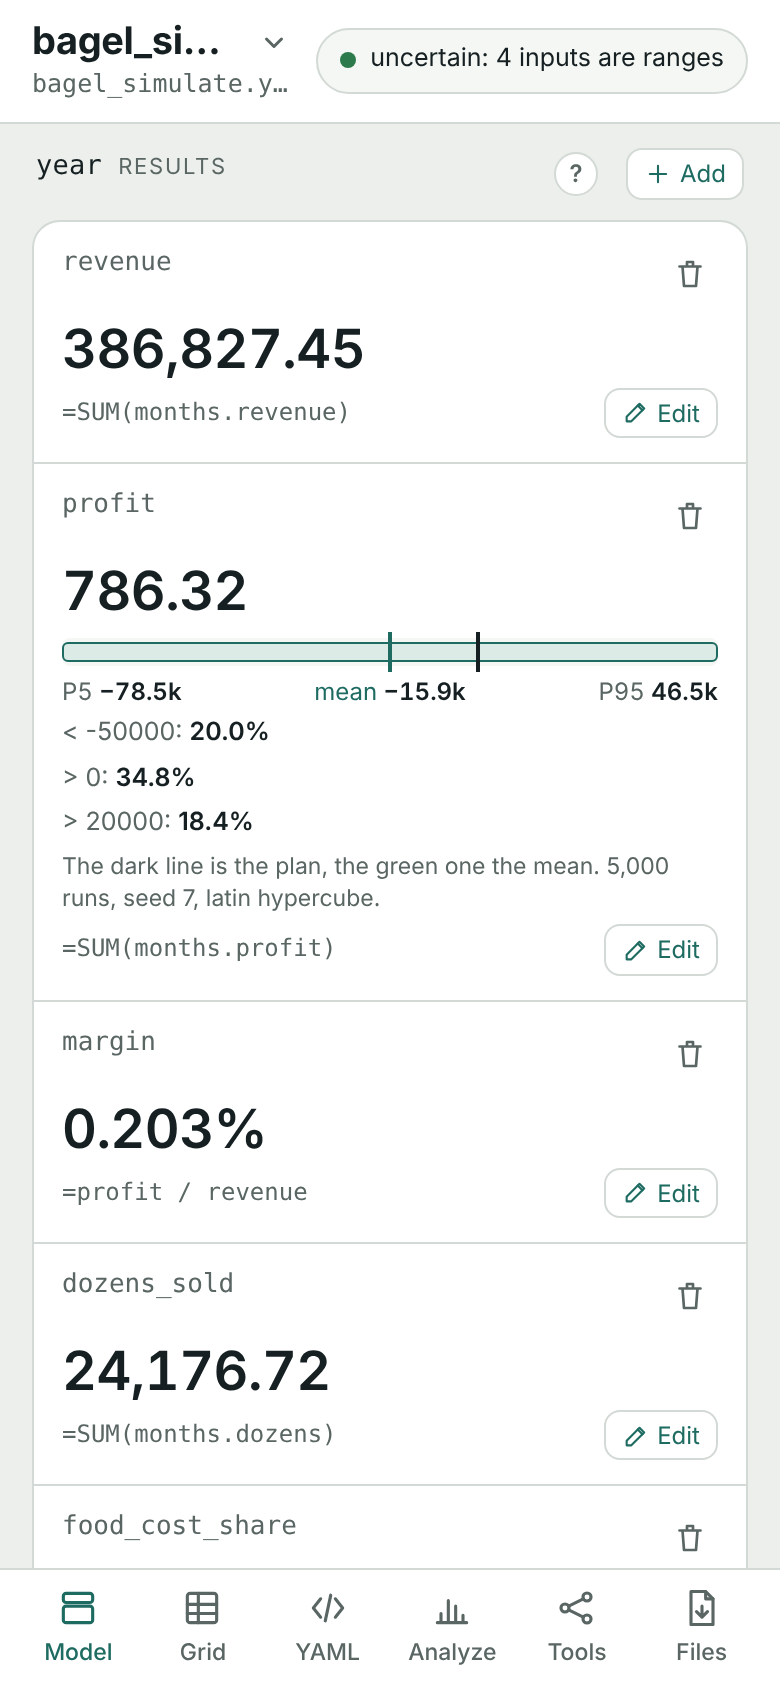 bagel_si...
bagel_simulate.y…
uncertain: 4 inputs are ranges
year RESULTS
?
+ Add
revenue
386,827.45
=SUM(months.revenue)
Edit
profit
786.32
P5 −78.5k
mean −15.9k
P95 46.5k
< -50000: 20.0%
> 0: 34.8%
> 20000: 18.4%
The dark line is the plan, the green one the mean. 5,000
runs, seed 7, latin hypercube.
=SUM(months.profit)
Edit
margin
0.203%
=profit / revenue
Edit
dozens_sold
24,176.72
=SUM(months.dozens)
Edit
food_cost_share
Model
Grid
YAML
Analyze
Tools
Files